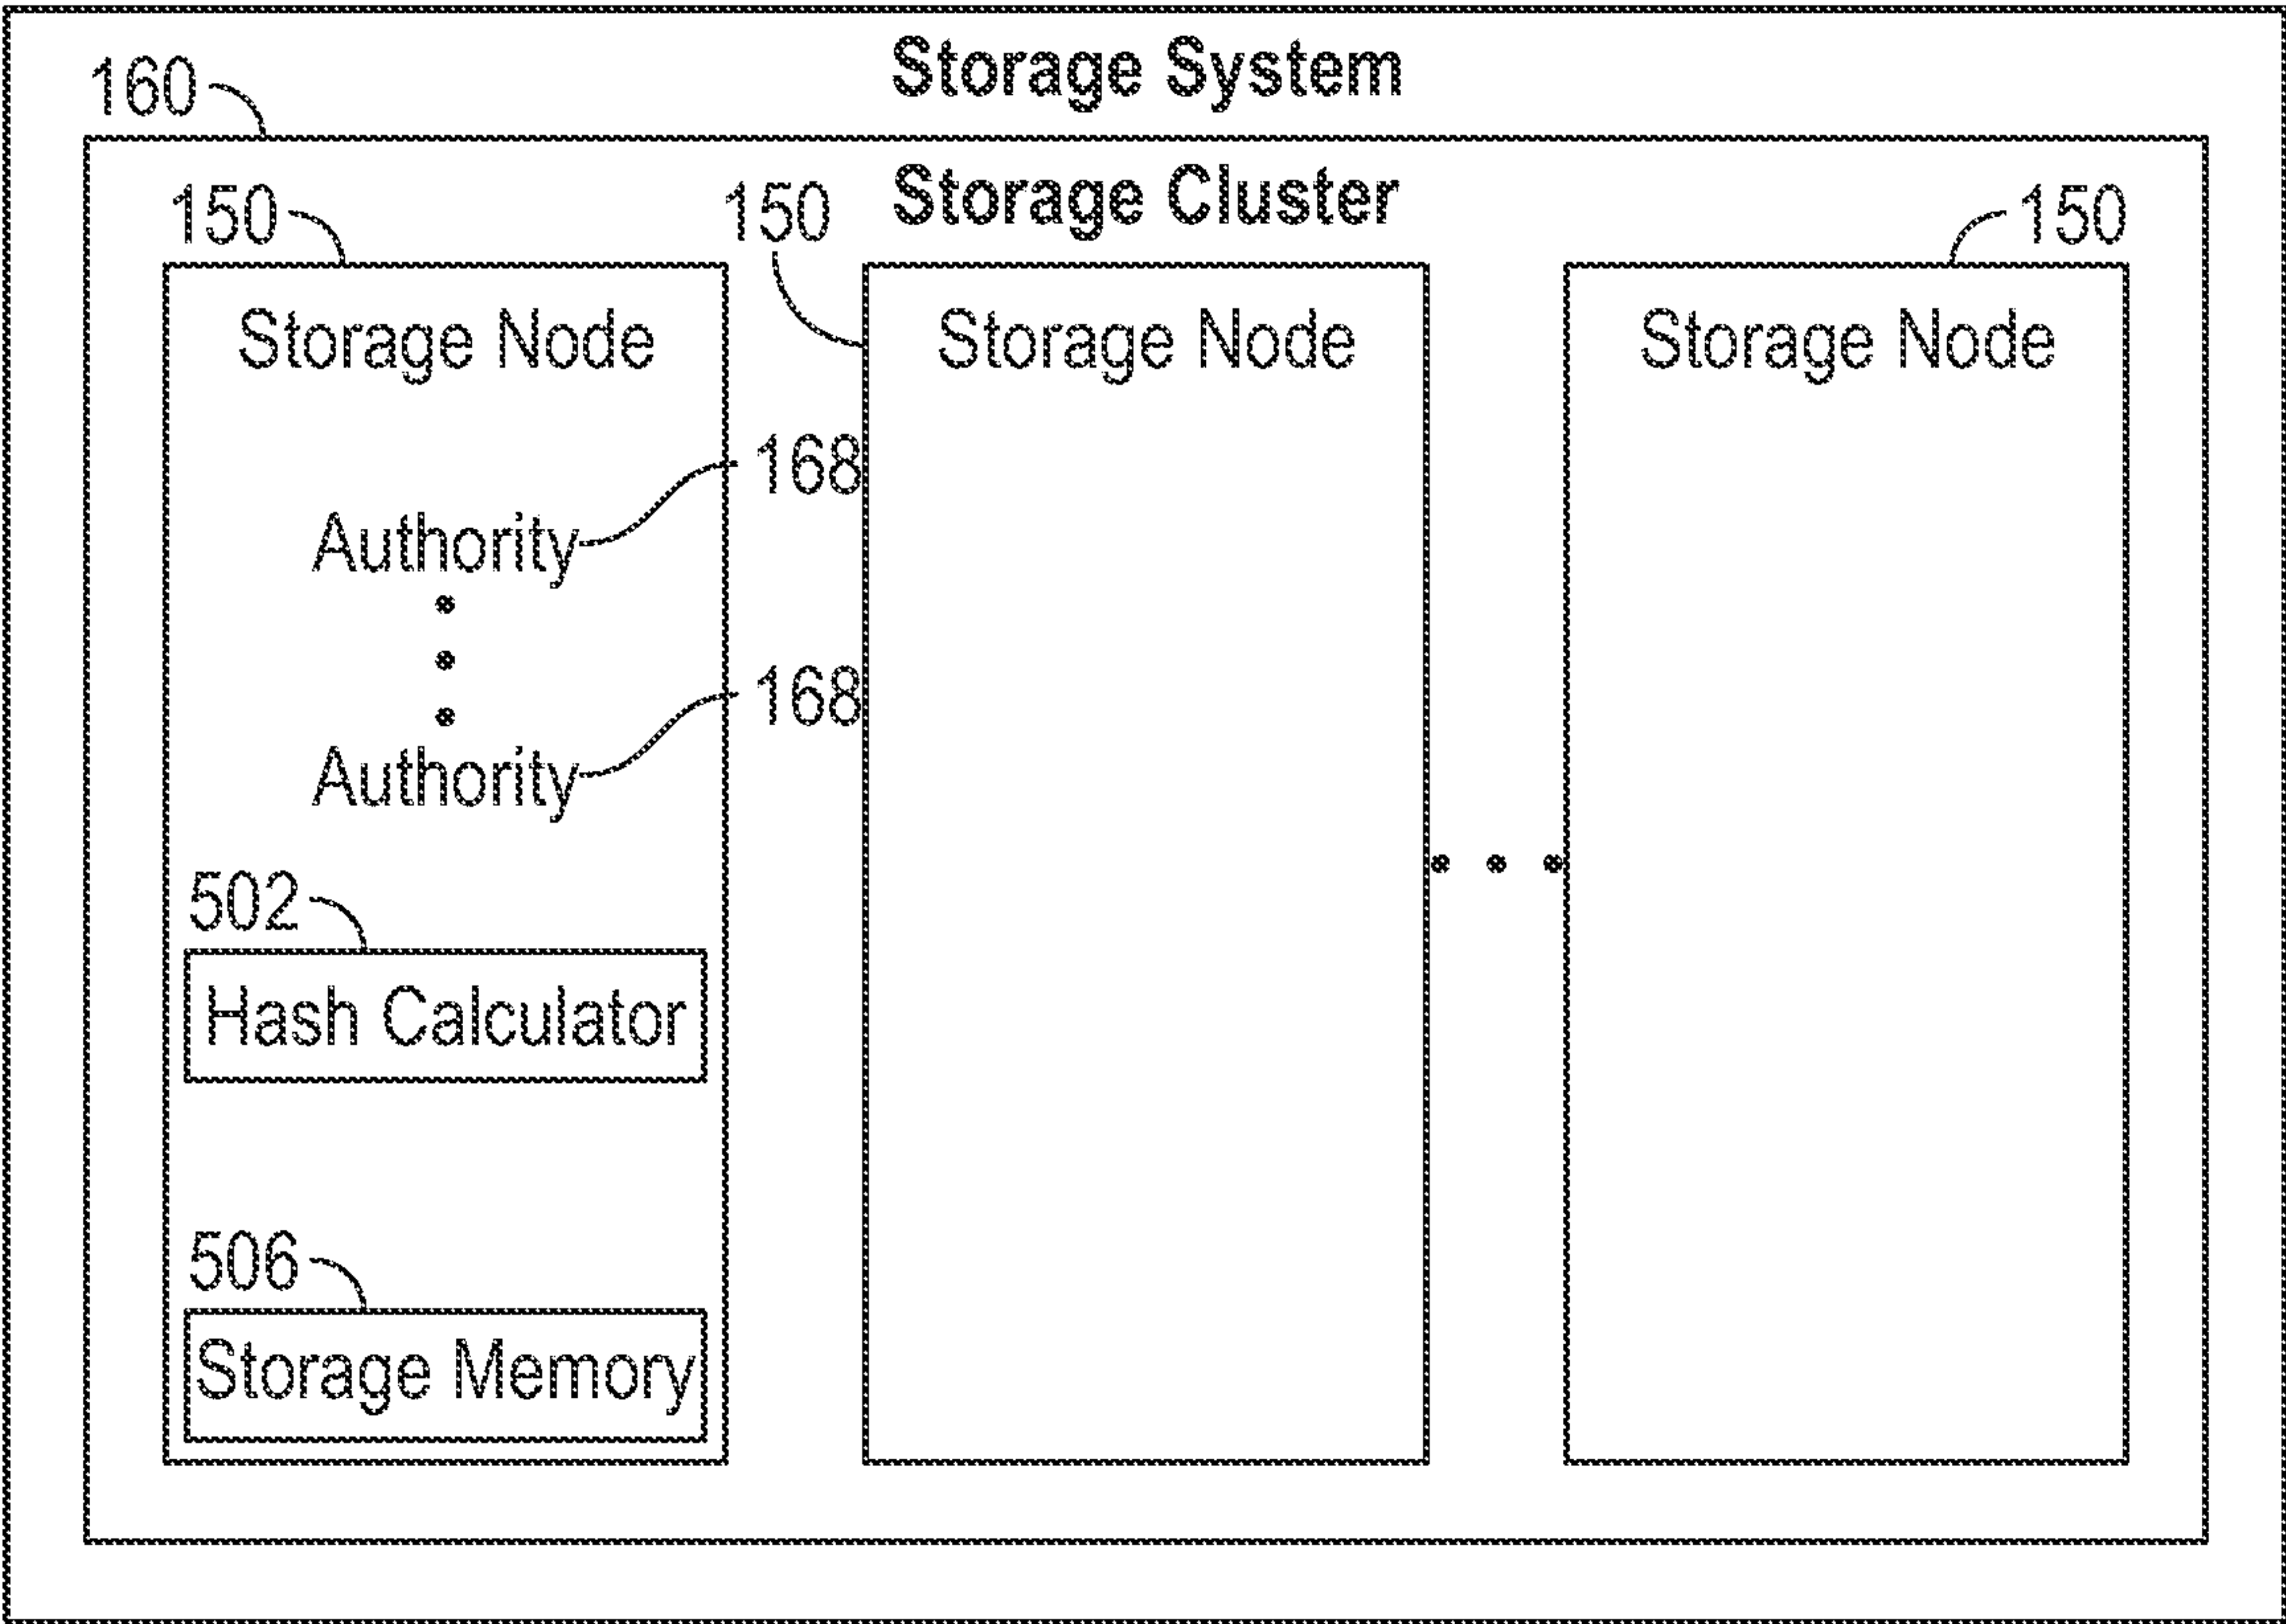 Storage System
160
Storage Cluster
150
150
150
Storage Node
Storage Node
Storage Node
168
Authority
168
Authority
502
Hash Calculator
506
Storage Memory